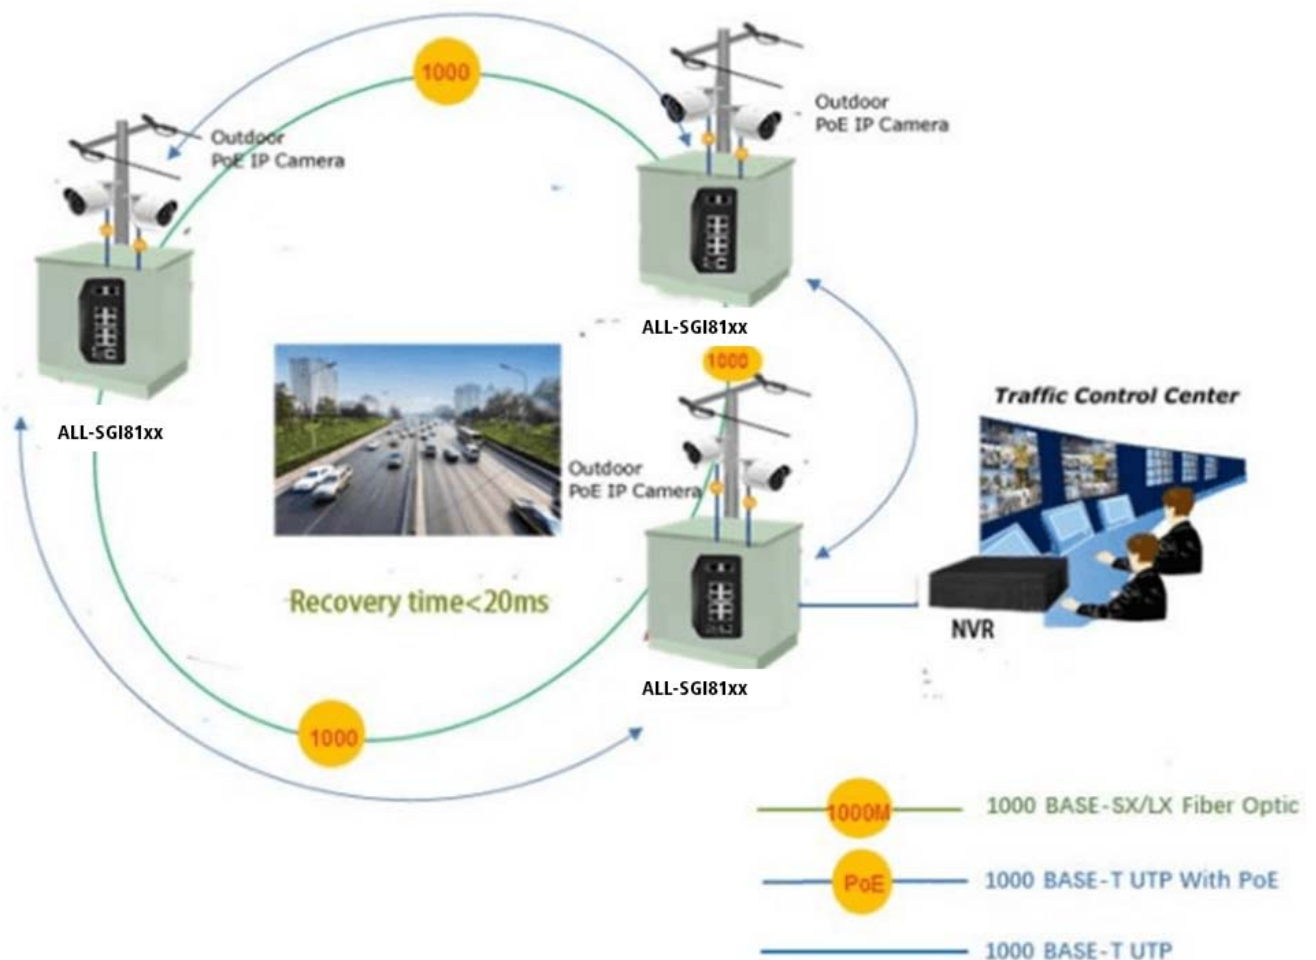 1000
Outdoor
PoE IP Camera
Outdoor
PoE IP Camera
ALL-SGI81xx
1000
Traffic Control Center
ALL-SGI81xx
Outdoor
PoE IP Camera
Recovery time<20ms
NVR
ALL-SGI81xx
1000
1000M
1000 BASE-SX/LX Fiber Optic
PoE
1000 BASE-T UTP With PoE
1000 BASE-T UTP